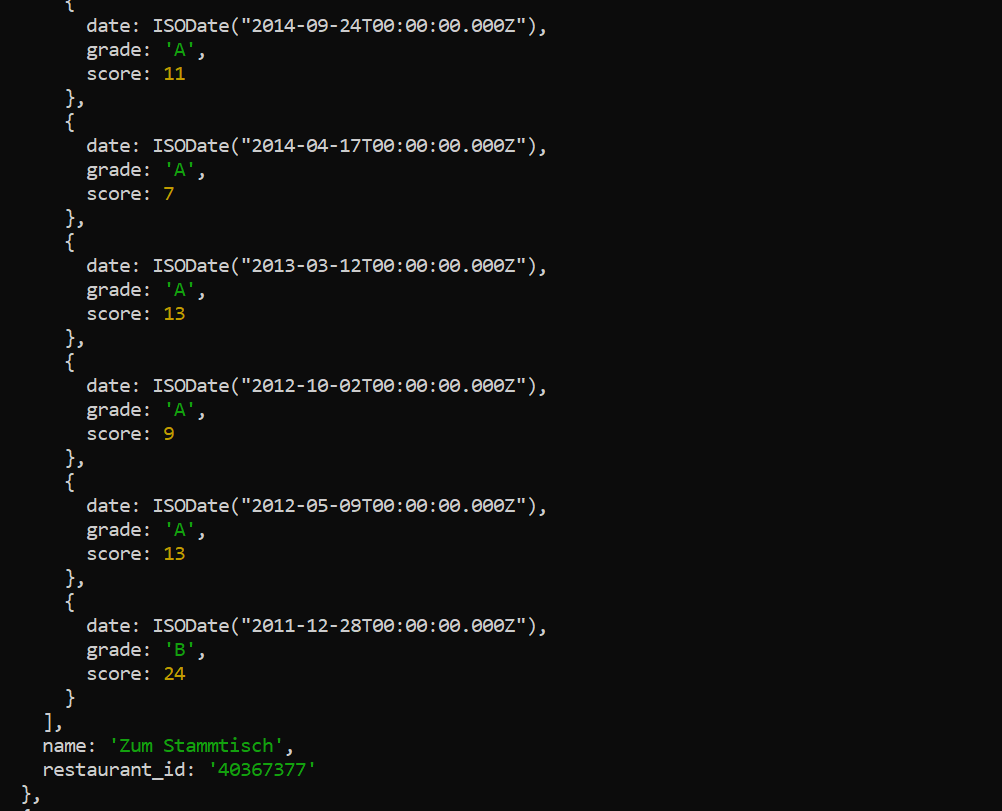 {
date: ISODate("2014-09-24T00:00:00.000Z"),
grade: 'A',
score: 11
},
{
date: ISODate("2014-04-17T00:00:00.000Z"),
grade: 'A',
score: 7
},
{
date: ISODate("2013-03-12T00:00:00.000Z"),
grade: 'A',
score: 13
},
{
date: ISODate("2012-10-02T00:00:00.000Z"),
grade: 'A',
score: 9
},
{
date: ISODate("2012-05-09T00:00:00.000Z"),
grade: 'A',
score: 13
},
{
date: ISODate("2011-12-28T00:00:00.000Z"),
grade: 'B',
score: 24
}
],
name: 'Zum Stammtisch',
restaurant_id: '40367377'
},